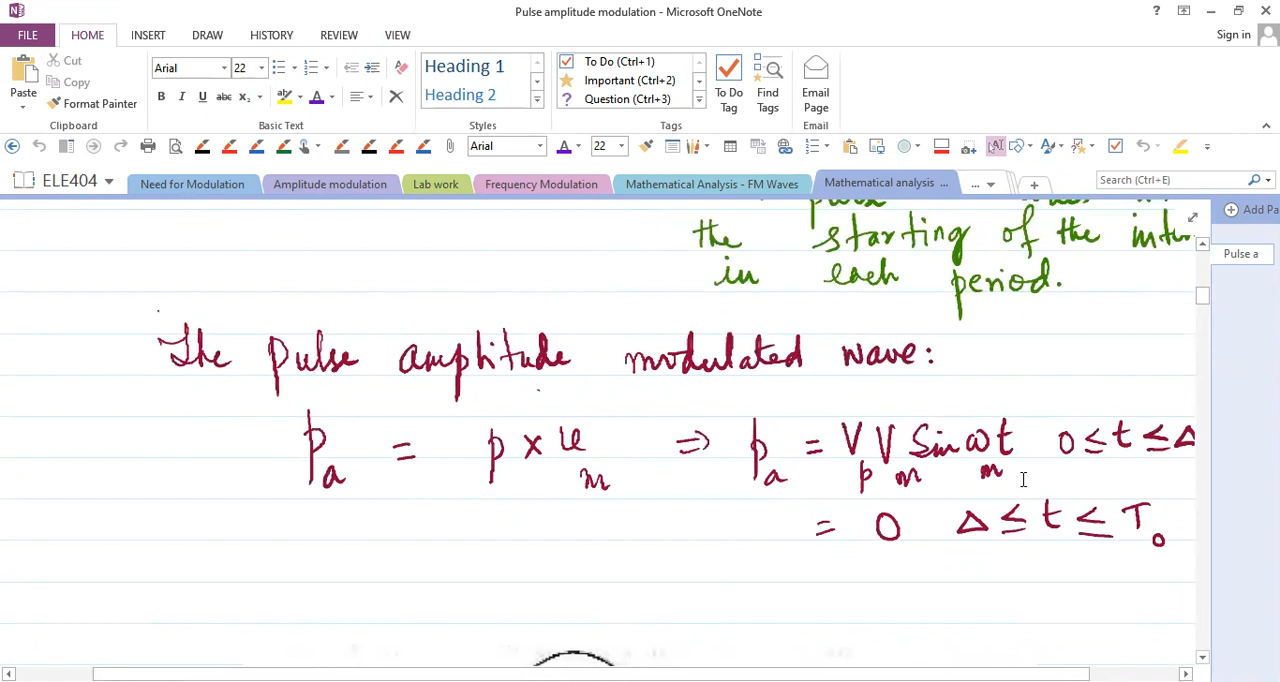 Pulse amplitude modulation - Microsoft OneNote
FILE HOME INSERT DRAW HISTORY REVIEW VIEW Sign in
Paste Cut Copy Format Painter
Clipboard
Arial 22
B I U abc x₂ A
Basic Text
Heading 1
Heading 2
Styles
To Do (Ctrl+1)
Important (Ctrl+2)
? Question (Ctrl+3)
Tags
To Do Tag
Find Tags
Email Page
Email
Arial A 22
ELE404 Need for Modulation Amplitude modulation Lab work Frequency Modulation Mathematical Analysis - FM Waves Mathematical analysis ... ... + Search (Ctrl+E)
Add Pa
Pulse a
the starting of the inter
in each period.
The pulse amplitude modulated wave:
pₐ = p × vₘ ⇒ pₐ = VₚVₘ Sin ωₘt 0 ≤ t ≤ Δ
= 0 Δ ≤ t ≤ T₀